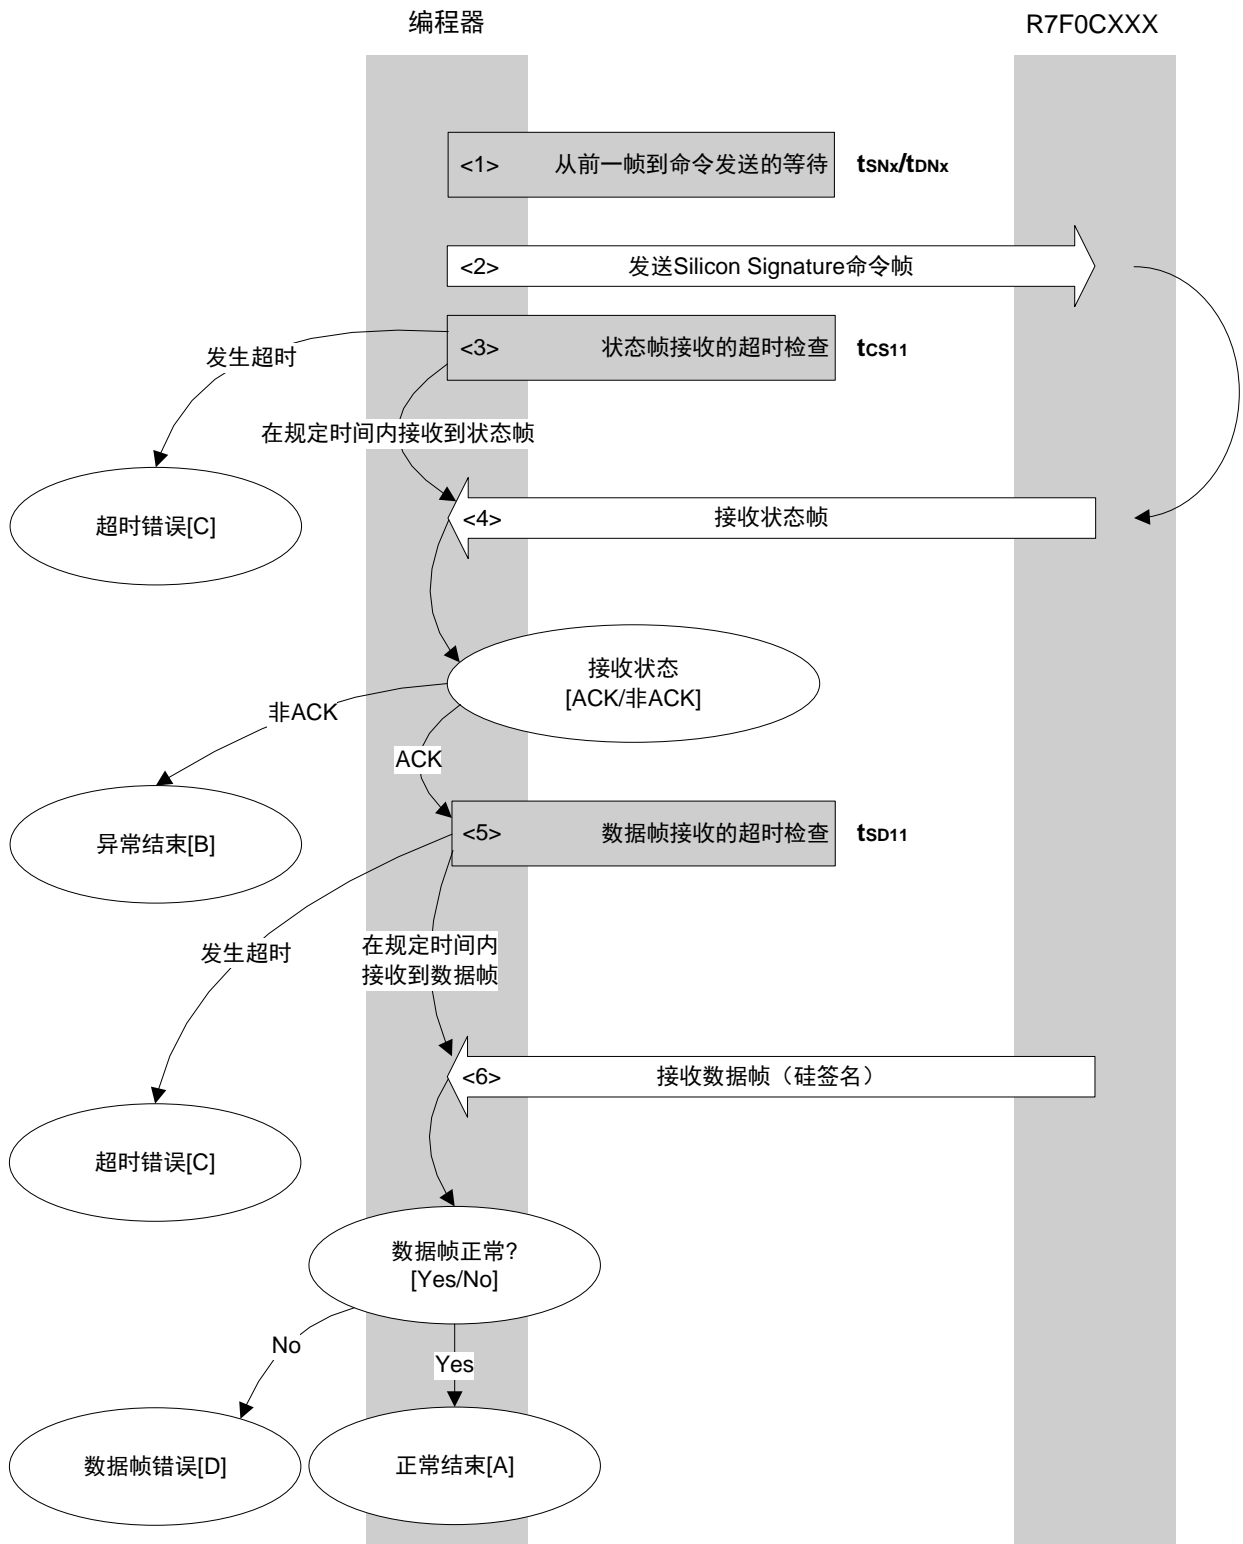 编程器
R7F0CXXX
<1> 从前一帧到命令发送的等待 tSNx/tDNx
<2> 发送Silicon Signature命令帧
<3> 状态帧接收的超时检查 tCS11
发生超时
在规定时间内接收到状态帧
超时错误[C]
<4> 接收状态帧
接收状态
[ACK/非ACK]
非ACK
ACK
<5> 数据帧接收的超时检查 tSD11
异常结束[B]
发生超时
在规定时间内
接收到数据帧
<6> 接收数据帧（硅签名）
超时错误[C]
数据帧正常?
[Yes/No]
No
Yes
数据帧错误[D]
正常结束[A]